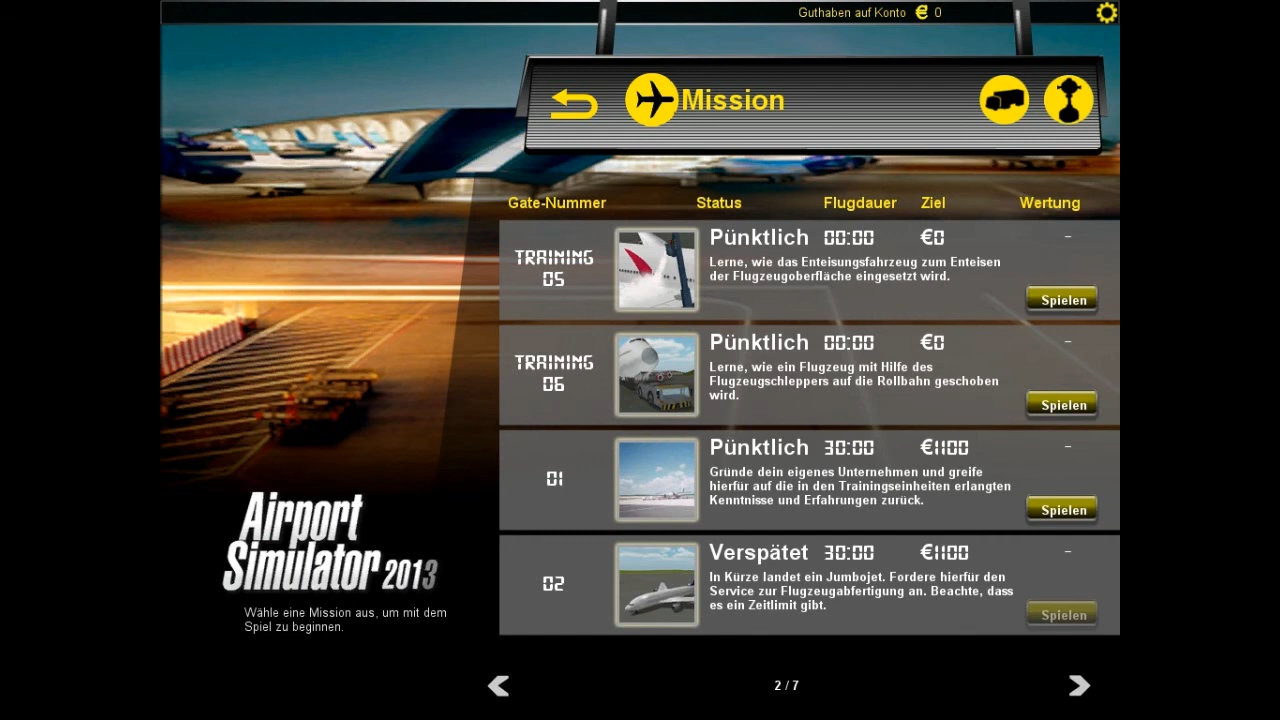 Guthaben auf Konto € 0
Mission
Gate-Nummer Status Flugdauer Ziel Wertung
TRAINING
05
Pünktlich 00:00 €0 -
Lerne, wie das Enteisungsfahrzeug zum Enteisen
der Flugzeugoberfläche eingesetzt wird.
Spielen
TRAINING
06
Pünktlich 00:00 €0 -
Lerne, wie ein Flugzeug mit Hilfe des
Flugzeugschleppers auf die Rollbahn geschoben
wird.
Spielen
01
Pünktlich 30:00 €1100 -
Gründe dein eigenes Unternehmen und greife
hierfür auf die in den Trainingseinheiten erlangten
Kenntnisse und Erfahrungen zurück.
Spielen
02
Verspätet 30:00 €1100 -
In Kürze landet ein Jumbojet. Fordere hierfür den
Service zur Flugzeugabfertigung an. Beachte, dass
es ein Zeitlimit gibt.
Spielen
Airport
Simulator 2013
Wähle eine Mission aus, um mit dem
Spiel zu beginnen.
2 / 7